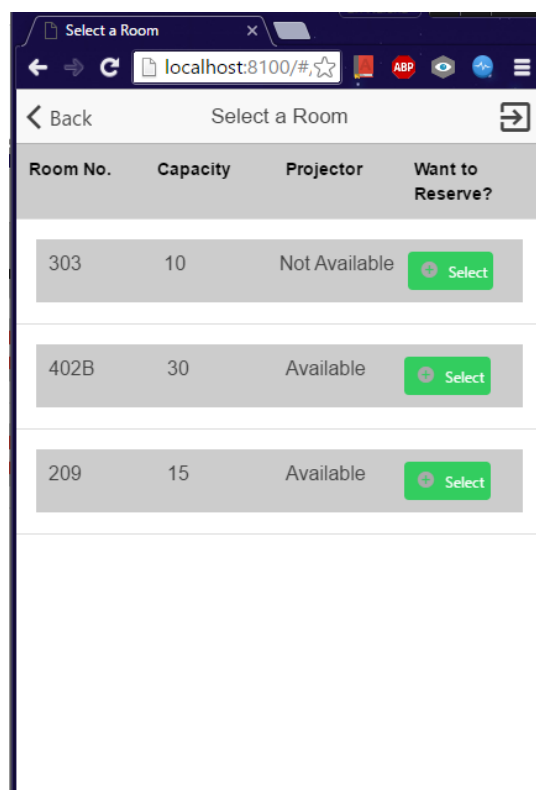 Select a Room
localhost:8100/#,
ABP
Back
Select a Room
Room No. Capacity Projector Want to
Reserve?
303 10 Not Available Select
402B 30 Available Select
209 15 Available Select